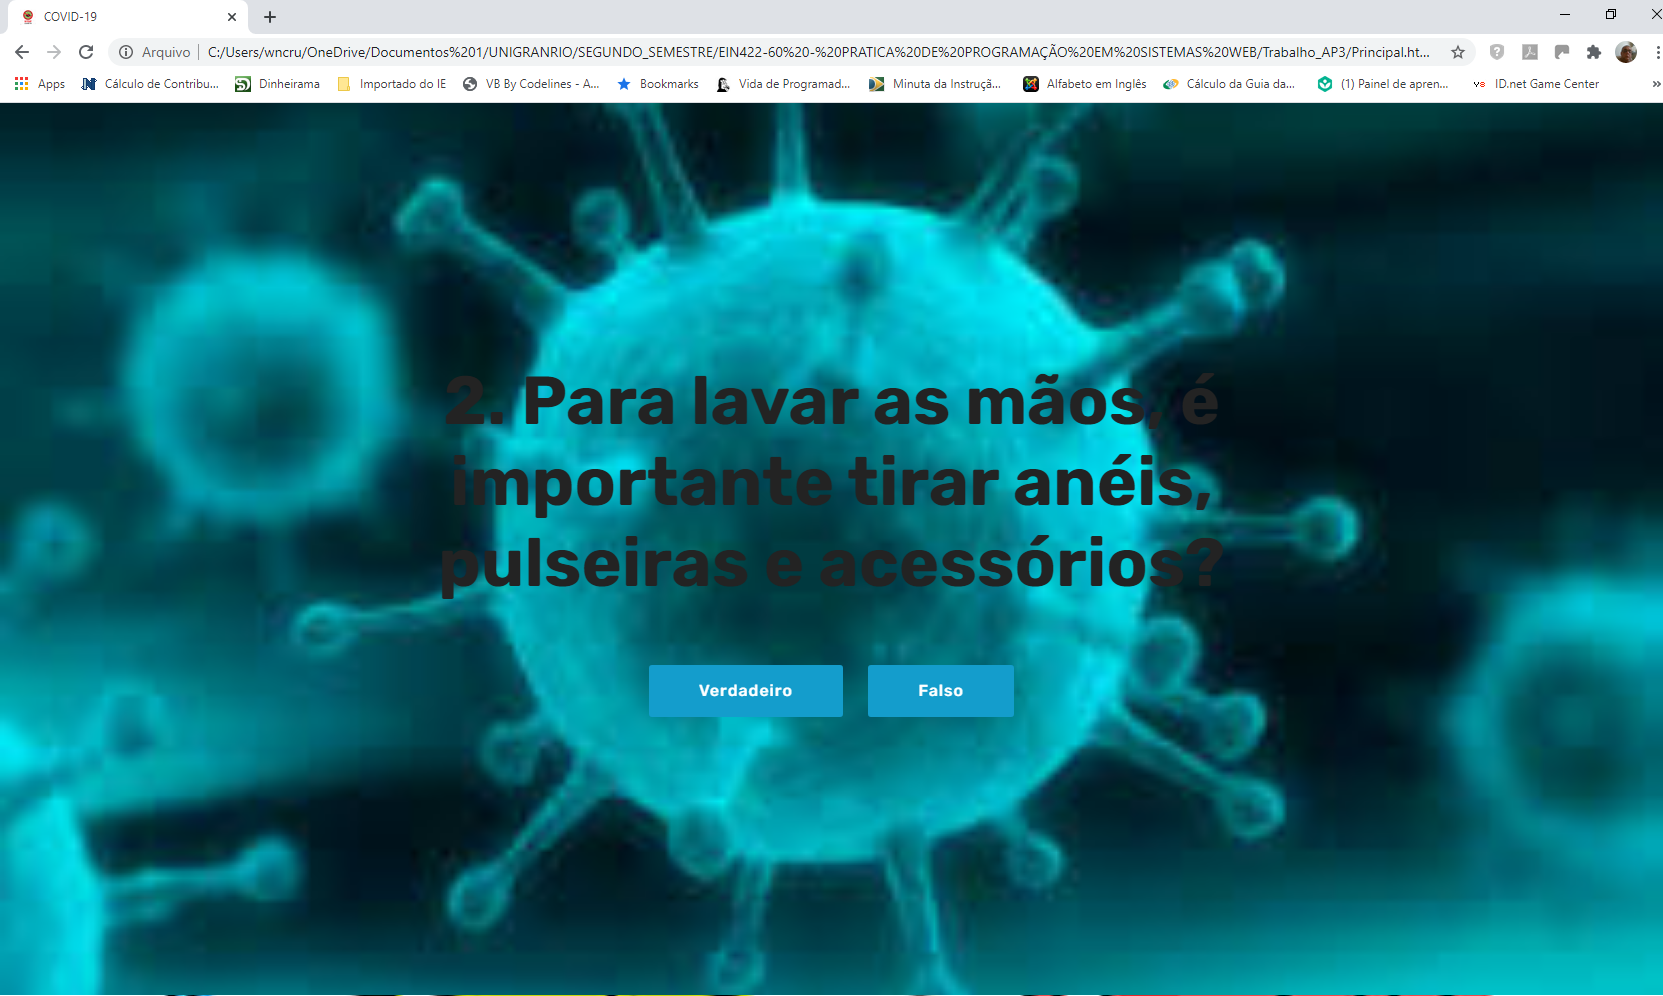 COVID-19
Arquivo C:/Users/wncru/OneDrive/Documentos%201/UNIGRANRIO/SEGUNDO_SEMESTRE/EIN422-60%20-%20PRATICA%20DE%20PROGRAMAÇÃO%20EM%20SISTEMAS%20WEB/Trabalho_AP3/Principal.ht...
Apps Cálculo de Contribu... Dinheirama Importado do IE VB By Codelines - A... Bookmarks Vida de Programad... Minuta da Instruçã... Alfabeto em Inglês Cálculo da Guia da... (1) Painel de apren... ID.net Game Center »
2. Para lavar as mãos, é
importante tirar anéis,
pulseiras e acessórios?
Verdadeiro Falso